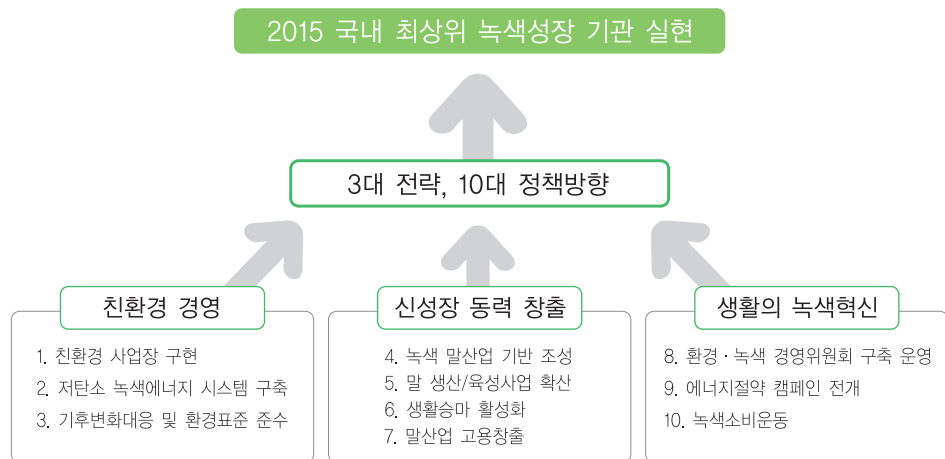 2015 국내 최상위 녹색성장 기관 실현
3대 전략, 10대 정책방향
친환경 경영
1. 친환경 사업장 구현
2. 저탄소 녹색에너지 시스템 구축
3. 기후변화대응 및 환경표준 준수
신성장 동력 창출
4. 녹색 말산업 기반 조성
5. 말 생산/육성사업 확산
6. 생활승마 활성화
7. 말산업 고용창출
생활의 녹색혁신
8. 환경·녹색 경영위원회 구축 운영
9. 에너지절약 캠페인 전개
10. 녹색소비운동